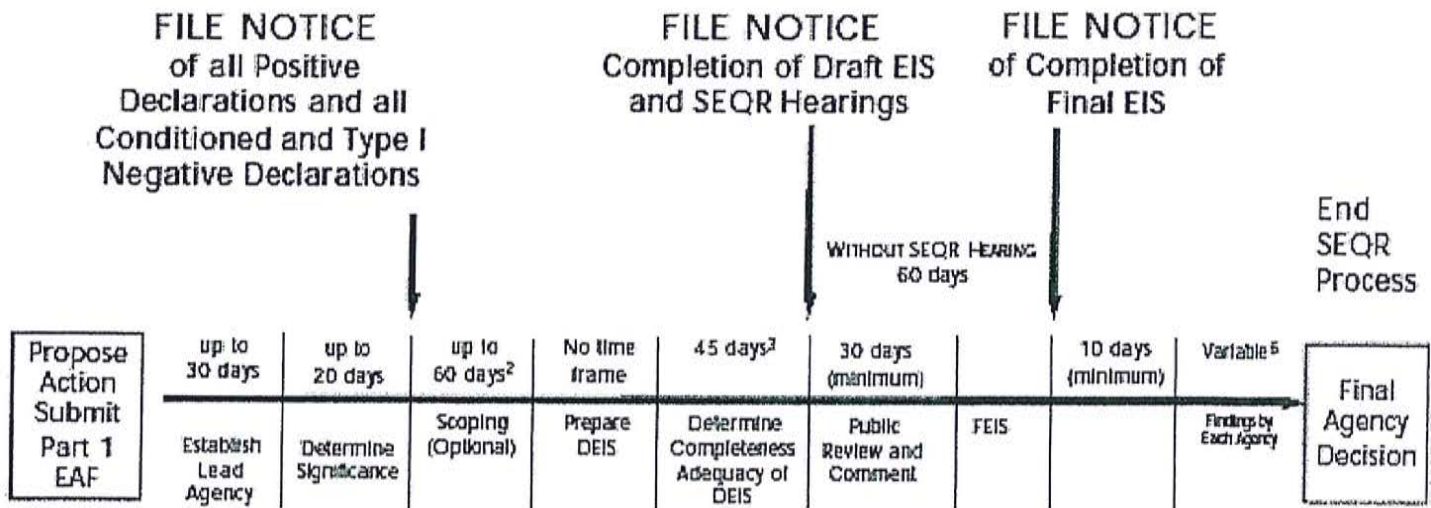 FILE NOTICE
of all Positive
Declarations and all
Conditioned and Type I
Negative Declarations
FILE NOTICE
Completion of Draft EIS
and SEQR Hearings
FILE NOTICE
of Completion of
Final EIS
WITHOUT SEQR HEARING
60 days
End
SEQR
Process
Propose
Action
Submit
Part 1
EAF
up to
30 days
Establish
Lead
Agency
up to
20 days
Determine
Significance
up to
60 days²
Scoping
(Optional)
No time
frame
Prepare
DEIS
45 days³
Determine
Completeness
Adequacy of
DEIS
30 days
(minimum)
Public
Review and
Comment
FEIS
10 days
(minimum)
Variable⁵
Findings by
Each Agency
Final
Agency
Decision